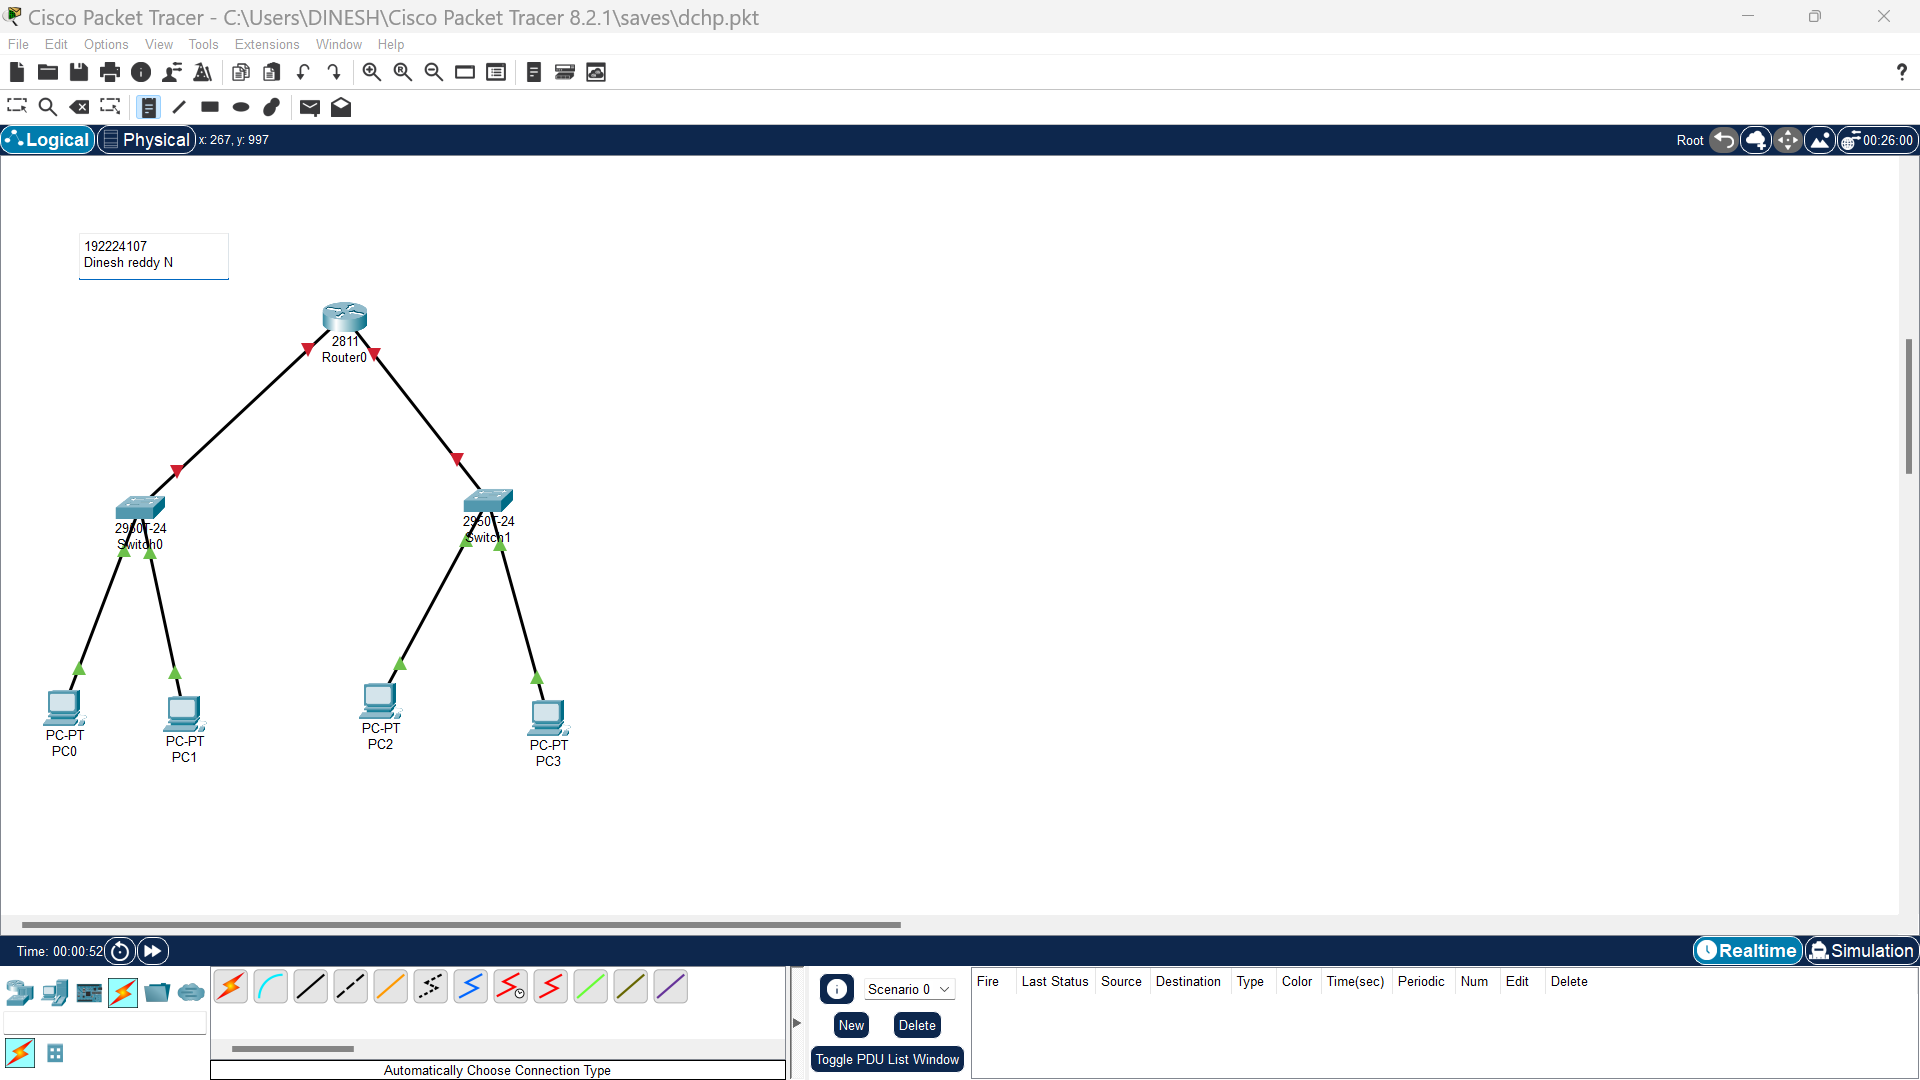 Cisco Packet Tracer - C:\Users\DINESH\Cisco Packet Tracer 8.2.1\saves\dchp.pkt
File Edit Options View Tools Extensions Window Help
?
Logical Physical x: 267, y: 997 Root 00:26:00
192224107
Dinesh reddy N
2811
Router0
2950T-24
Switch0
2950T-24
Switch1
PC-PT
PC0
PC-PT
PC1
PC-PT
PC2
PC-PT
PC3
Time: 00:00:52 Realtime Simulation
Scenario 0
New Delete
Toggle PDU List Window
Fire Last Status Source Destination Type Color Time(sec) Periodic Num Edit Delete
Automatically Choose Connection Type